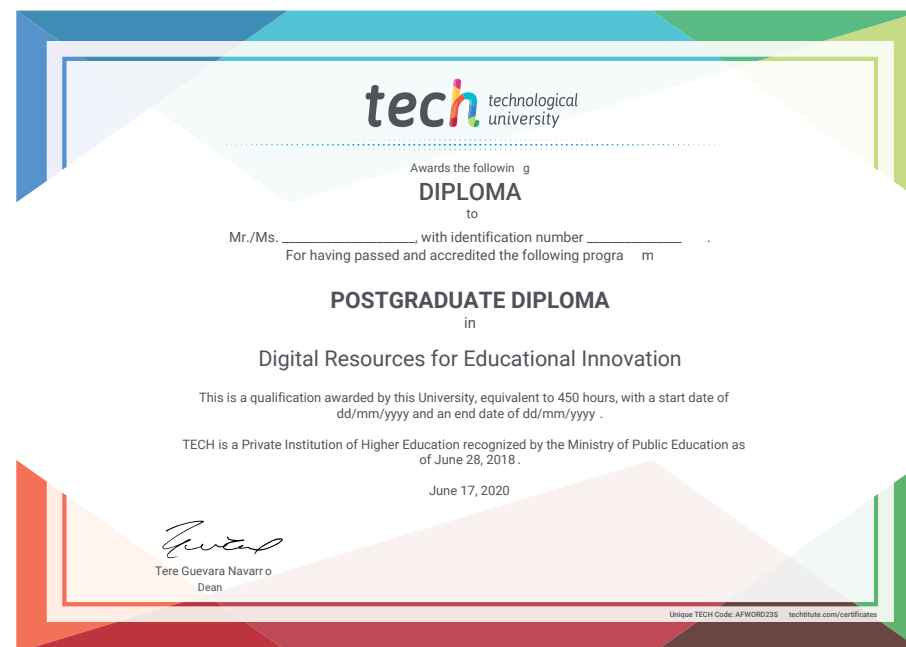 tech technological
university
Awards the followin g
DIPLOMA
to
Mr./Ms. ____________________, with identification number ______________ .
For having passed and accredited the following progra m
POSTGRADUATE DIPLOMA
in
Digital Resources for Educational Innovation
This is a qualification awarded by this University, equivalent to 450 hours, with a start date of
dd/mm/yyyy and an end date of dd/mm/yyyy .
TECH is a Private Institution of Higher Education recognized by the Ministry of Public Education as
of June 28, 2018 .
June 17, 2020
Tere Guevara Navarr o
Dean
Unique TECH Code: AFWORD23S techtitute.com/certificates